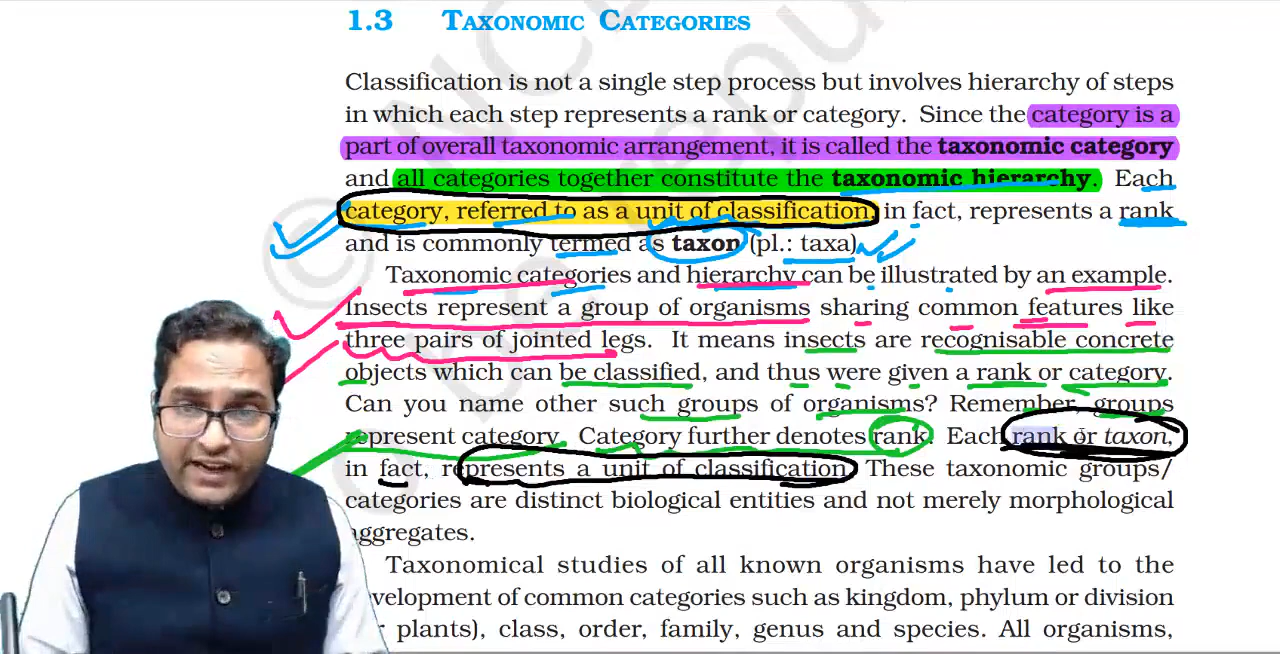 1.3 TAXONOMIC CATEGORIES
Classification is not a single step process but involves hierarchy of steps
in which each step represents a rank or category. Since the category is a
part of overall taxonomic arrangement, it is called the taxonomic category
and all categories together constitute the taxonomic hierarchy. Each
category, referred to as a unit of classification, in fact, represents a rank
and is commonly termed as taxon (pl.: taxa).
Taxonomic categories and hierarchy can be illustrated by an example.
Insects represent a group of organisms sharing common features like
three pairs of jointed legs. It means insects are recognisable concrete
objects which can be classified, and thus were given a rank or category.
Can you name other such groups of organisms? Remember, groups
represent category. Category further denotes rank. Each rank or taxon,
in fact, represents a unit of classification. These taxonomic groups/
categories are distinct biological entities and not merely morphological
aggregates.
Taxonomical studies of all known organisms have led to the
development of common categories such as kingdom, phylum or division
plants), class, order, family, genus and species. All organisms,